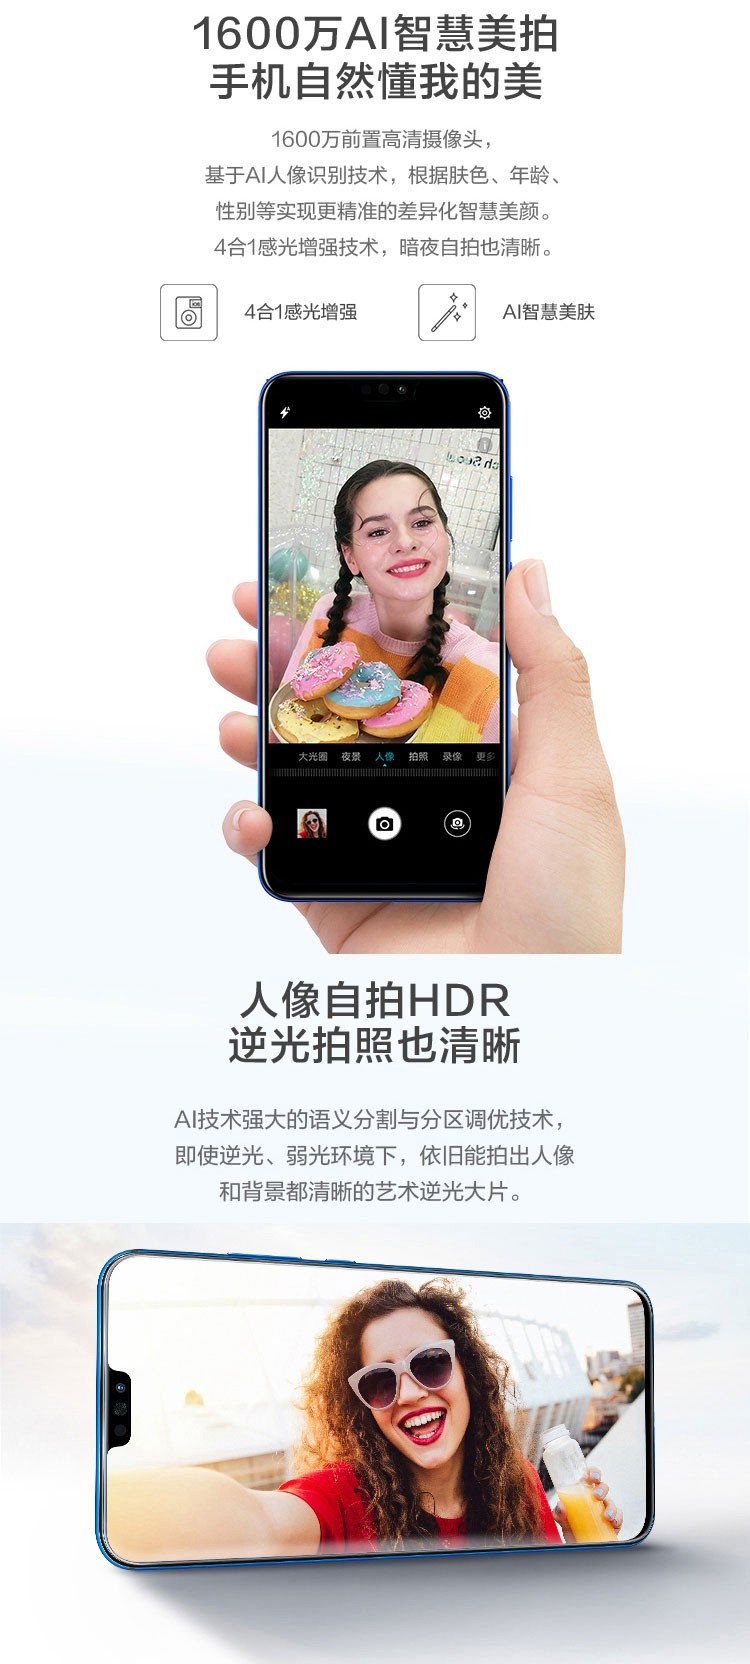 1600万AI智慧美拍
手机自然懂我的美
1600万前置高清摄像头，
基于AI人像识别技术，根据肤色、年龄、
性别等实现更精准的差异化智慧美颜。
4合1感光增强技术，暗夜自拍也清晰。
4合1感光增强
AI智慧美肤
大光圈 夜景 人像 拍照 录像 更多
人像自拍HDR
逆光拍照也清晰
AI技术强大的语义分割与分区调优技术，
即使逆光、弱光环境下，依旧能拍出人像
和背景都清晰的艺术逆光大片。